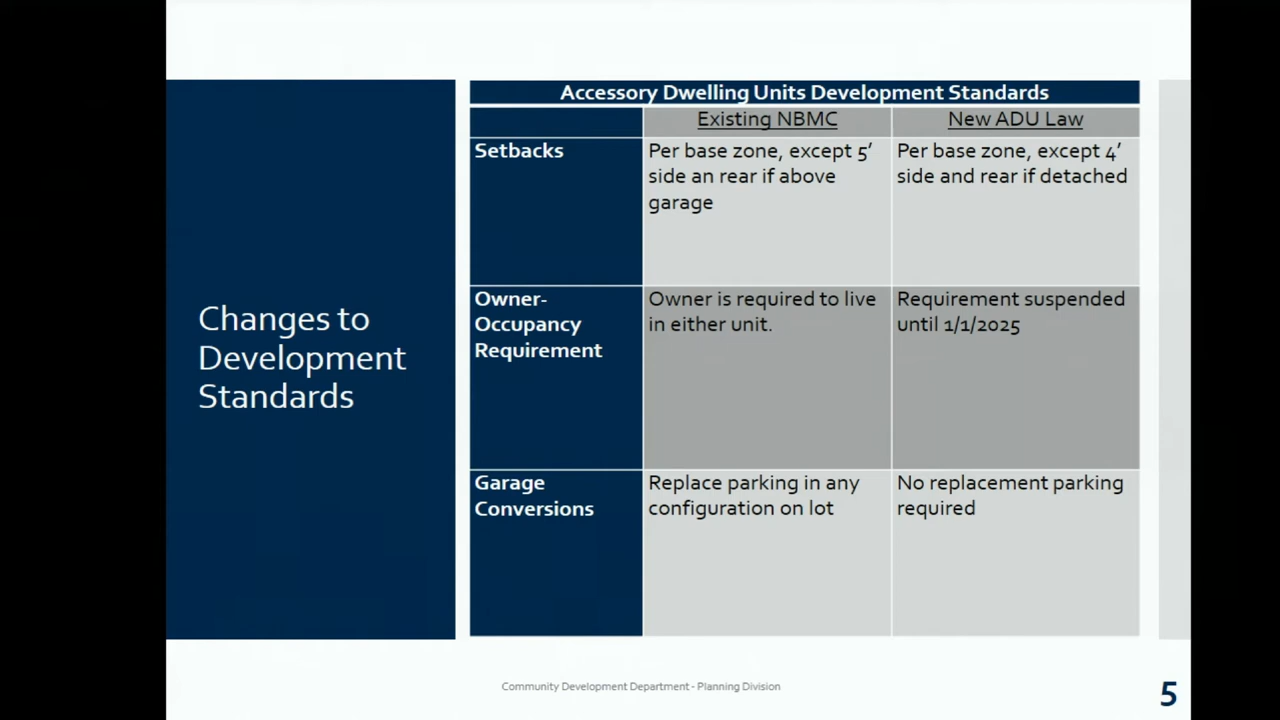 Changes to
Development
Standards
Accessory Dwelling Units Development Standards
Existing NBMC
New ADU Law
Setbacks
Per base zone, except 5’
side an rear if above
garage
Per base zone, except 4’
side and rear if detached
Owner-
Occupancy
Requirement
Owner is required to live
in either unit.
Requirement suspended
until 1/1/2025
Garage
Conversions
Replace parking in any
configuration on lot
No replacement parking
required
Community Development Department - Planning Division
5